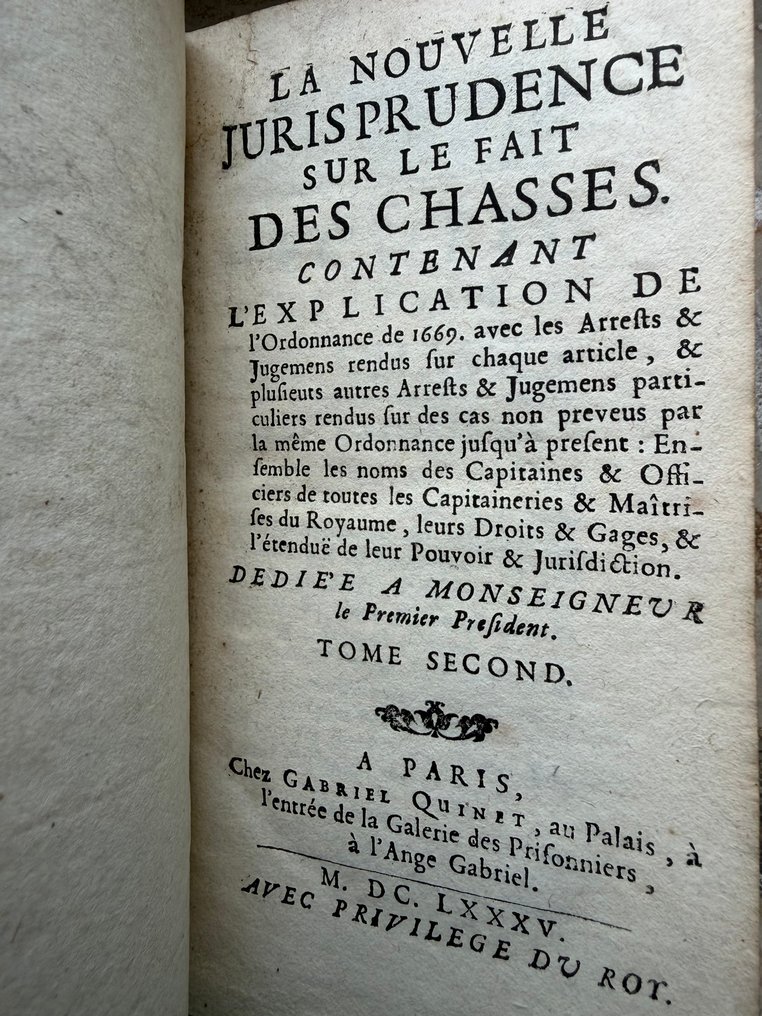 LA NOUVELLE
JURISPRUDENCE
SUR LE FAIT
DES CHASSES.
CONTENANT
L'EXPLICATION DE
l'Ordonnance de 1669. avec les Arreſts &
Jugemens rendus ſur chaque article, &
pluſieuts autres Arreſts & Jugemens parti-
culiers rendus ſur des cas non preveus par
la même Ordonnance juſqu'à preſent : En-
ſemble les noms des Capitaines & Offi-
ciers de toutes les Capitaineries & Maîtri-
ſes du Royaume, leurs Droits & Gages, &
l'étenduë de leur Pouvoir & Juriſdiction.
DEDIE'E A MONSEIGNEUR
le Premier Preſident.
TOME SECOND.
A PARIS,
Chez GABRIEL QUINET, au Palais, à
l'entrée de la Galerie des Priſonniers,
à l'Ange Gabriel.
M. DC. LXXXV.
AVEC PRIVILEGE DU ROY.